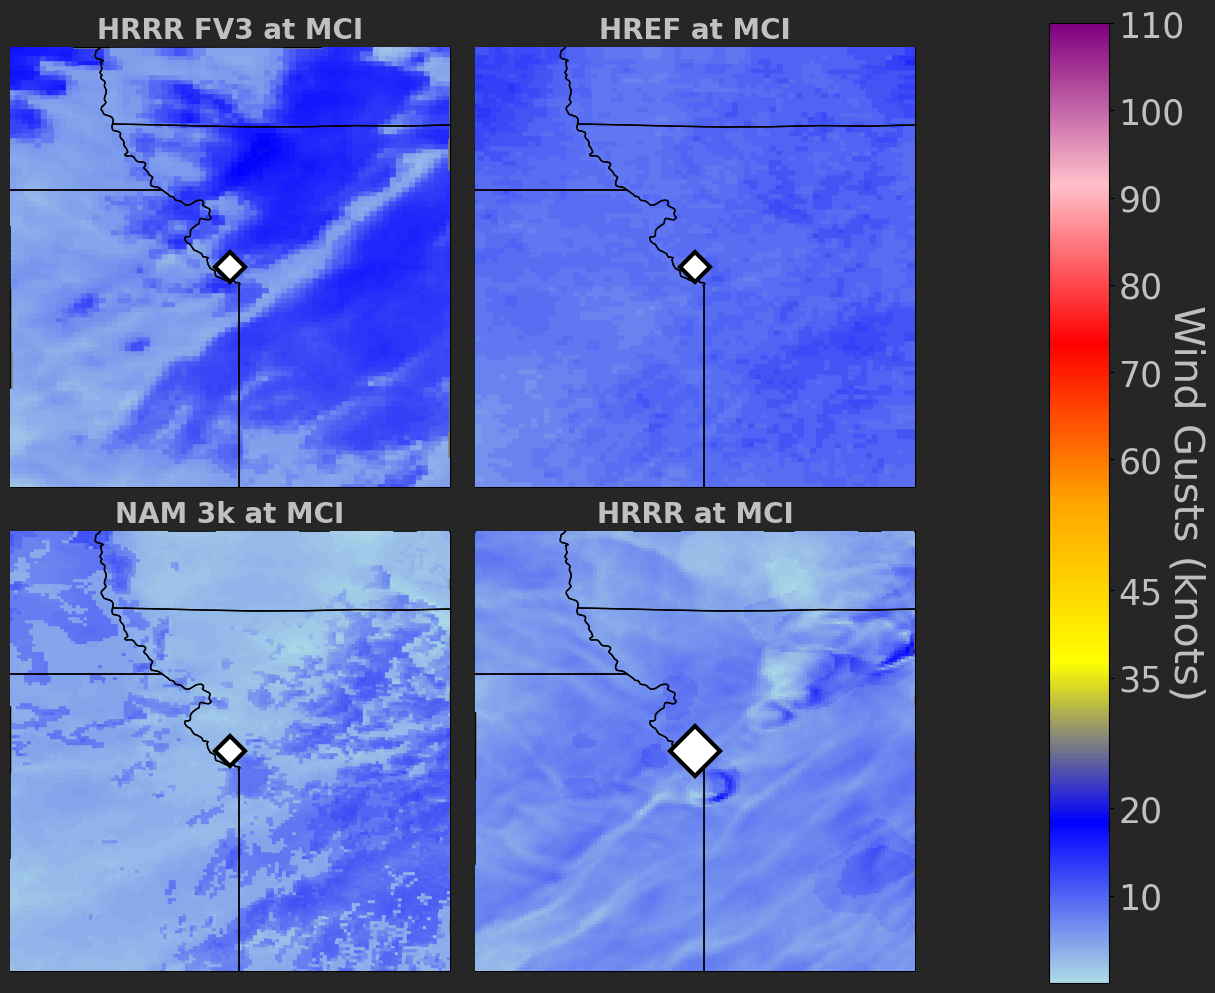 HRRR FV3 at MCI
HREF at MCI
NAM 3k at MCI
HRRR at MCI
110
100
90
80
70
60
45
35
20
10
Wind Gusts (knots)